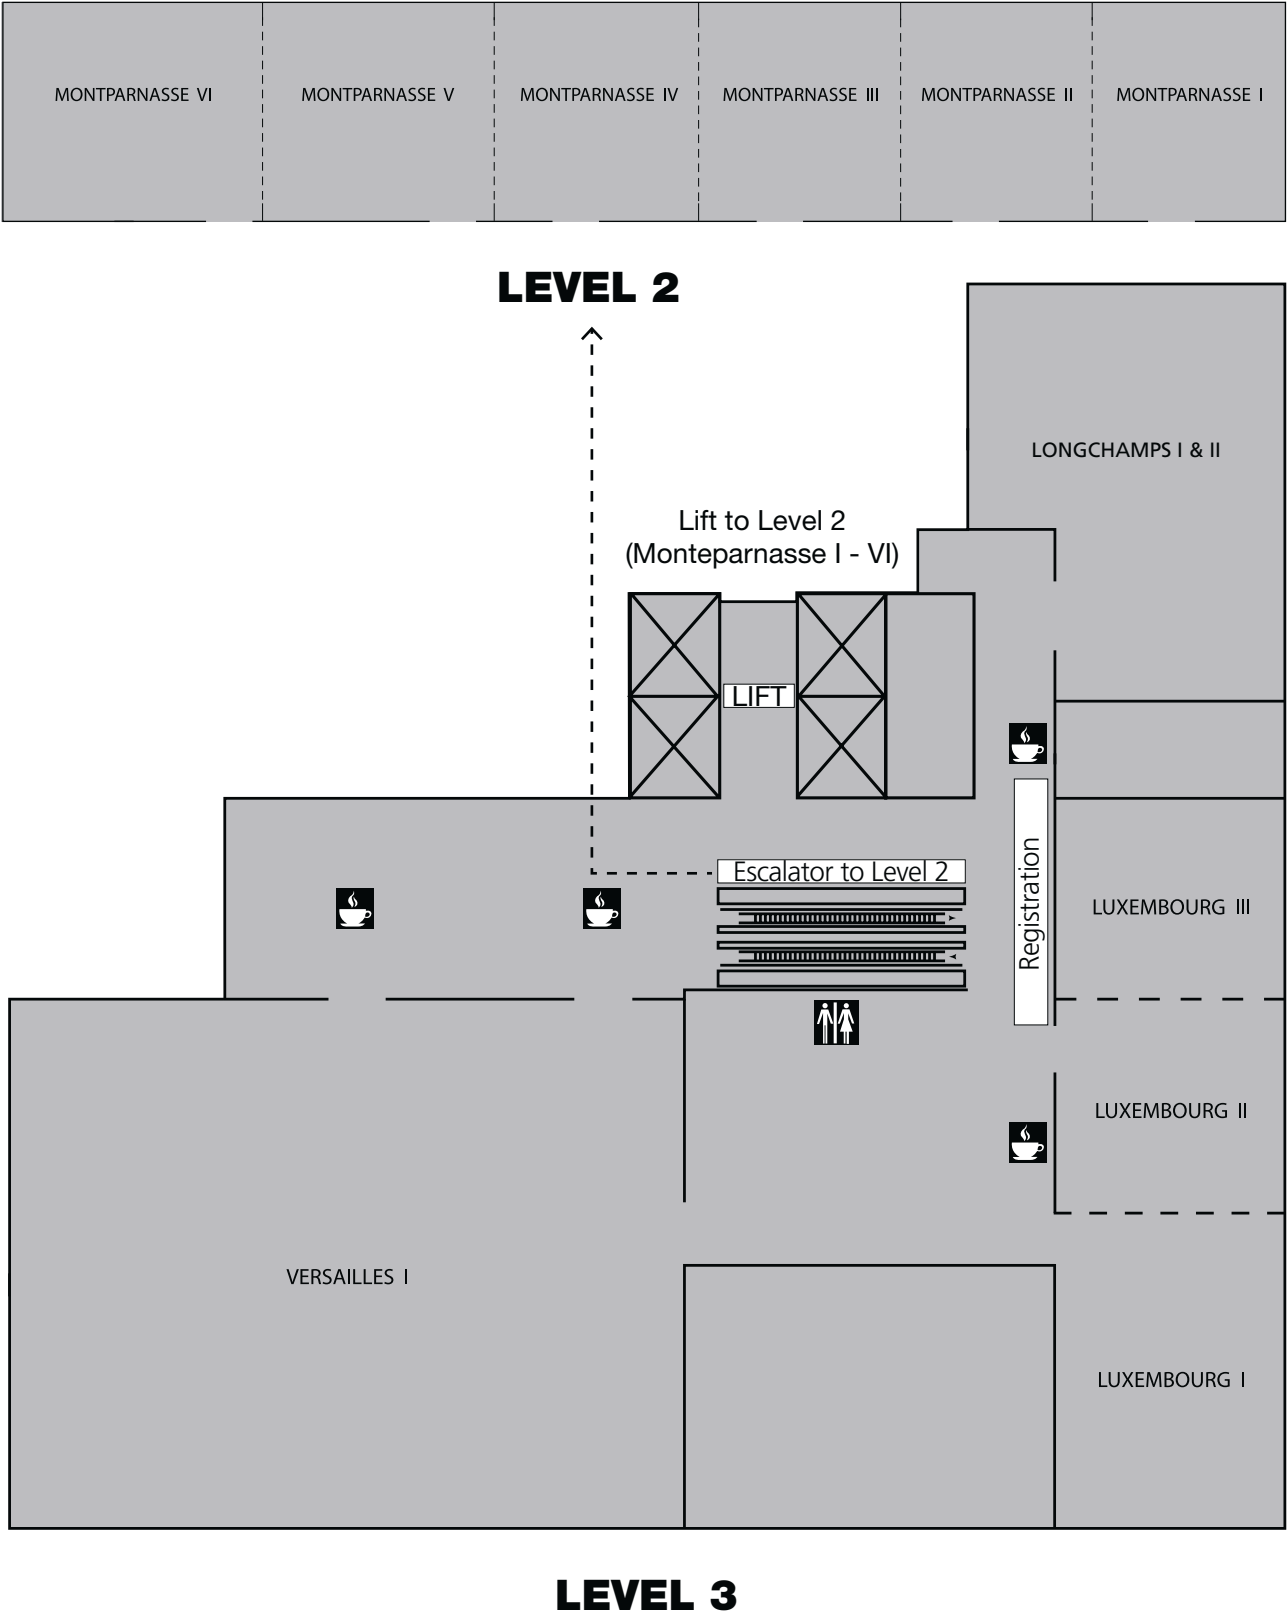 MONTPARNASSE VI
MONTPARNASSE V
MONTPARNASSE IV
MONTPARNASSE III
MONTPARNASSE II
MONTPARNASSE I
LEVEL 2
LONGCHAMPS I & II
Lift to Level 2
(Monteparnasse I - VI)
LIFT
Escalator to Level 2
Registration
LUXEMBOURG III
LUXEMBOURG II
VERSAILLES I
LUXEMBOURG I
LEVEL 3